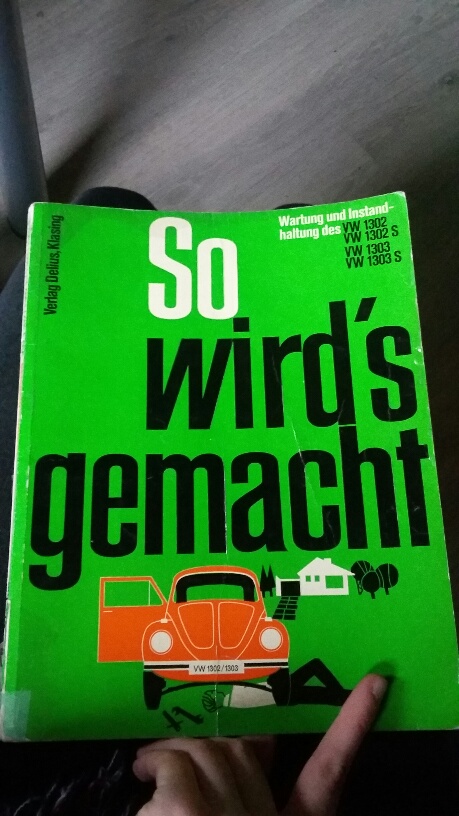 Verlag Delius, Klasing
Wartung und Instand-
haltung des VW 1302
VW 1302 S
VW 1303
VW 1303 S
So
wird's
gemacht
VW 1302/1303